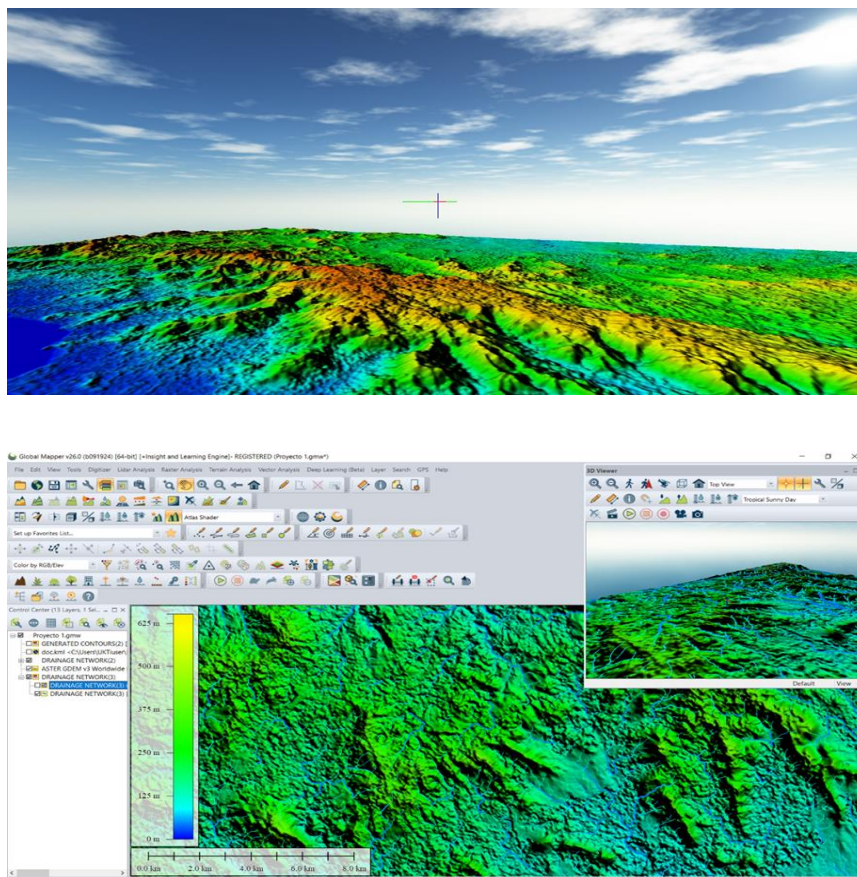 Global Mapper v26.0 (b091924) [64-bit] [+Insight and Learning Engine]- REGISTERED (Proyecto 1.gmw*)
File Edit View Tools Digitizer Lidar Analysis Raster Analysis Terrain Analysis Vector Analysis Deep Learning (Beta) Layer Search GPS Help
3D Viewer
Top View
Tropical Sunny Day
Atlas Shader
Set up Favorites List...
Color by RGB/Elev
Control Center (13 Layers, 1 Sel...
Proyecto 1.gmw
GENERATED CONTOURS(2) [
doc.kml <C:\Users\UKTiusen\
DRAINAGE NETWORK(2)
ASTER GDEM v3 Worldwide
DRAINAGE NETWORK(3)
DRAINAGE NETWORK(3)
DRAINAGE NETWORK(3) [
Default View
625 m
500 m
375 m
250 m
125 m
0 m
0.0 km 2.0 km 4.0 km 6.0 km 8.0 km